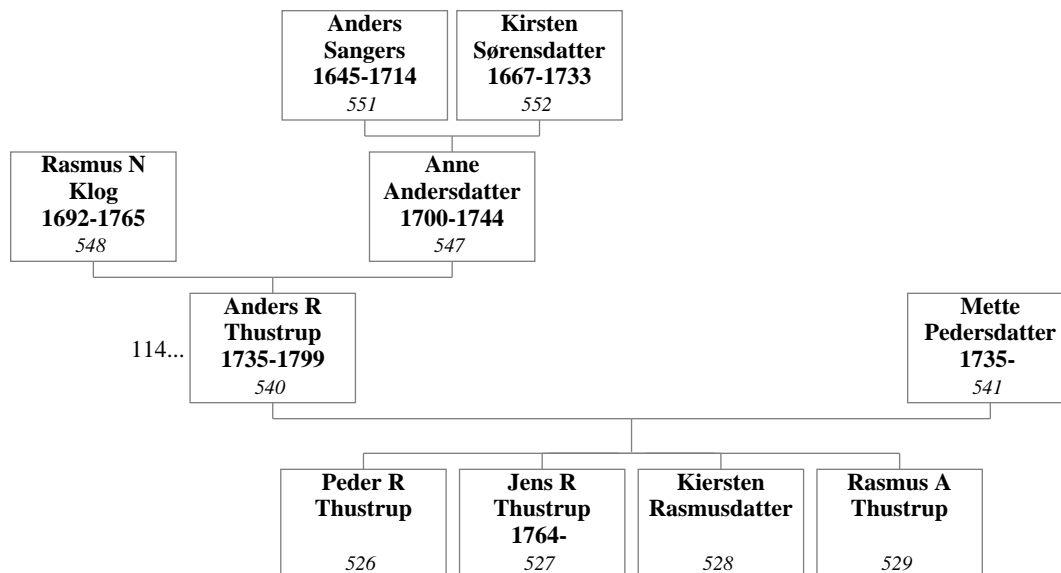 Anders
Sangers
1645-1714
551
Kirsten
Sørensdatter
1667-1733
552
Rasmus N
Klog
1692-1765
548
Anne
Andersdatter
1700-1744
547
114...
Anders R
Thustrup
1735-1799
540
Mette
Pedersdatter
1735-
541
Peder R
Thustrup
526
Jens R
Thustrup
1764-
527
Kiersten
Rasmusdatter
528
Rasmus A
Thustrup
529